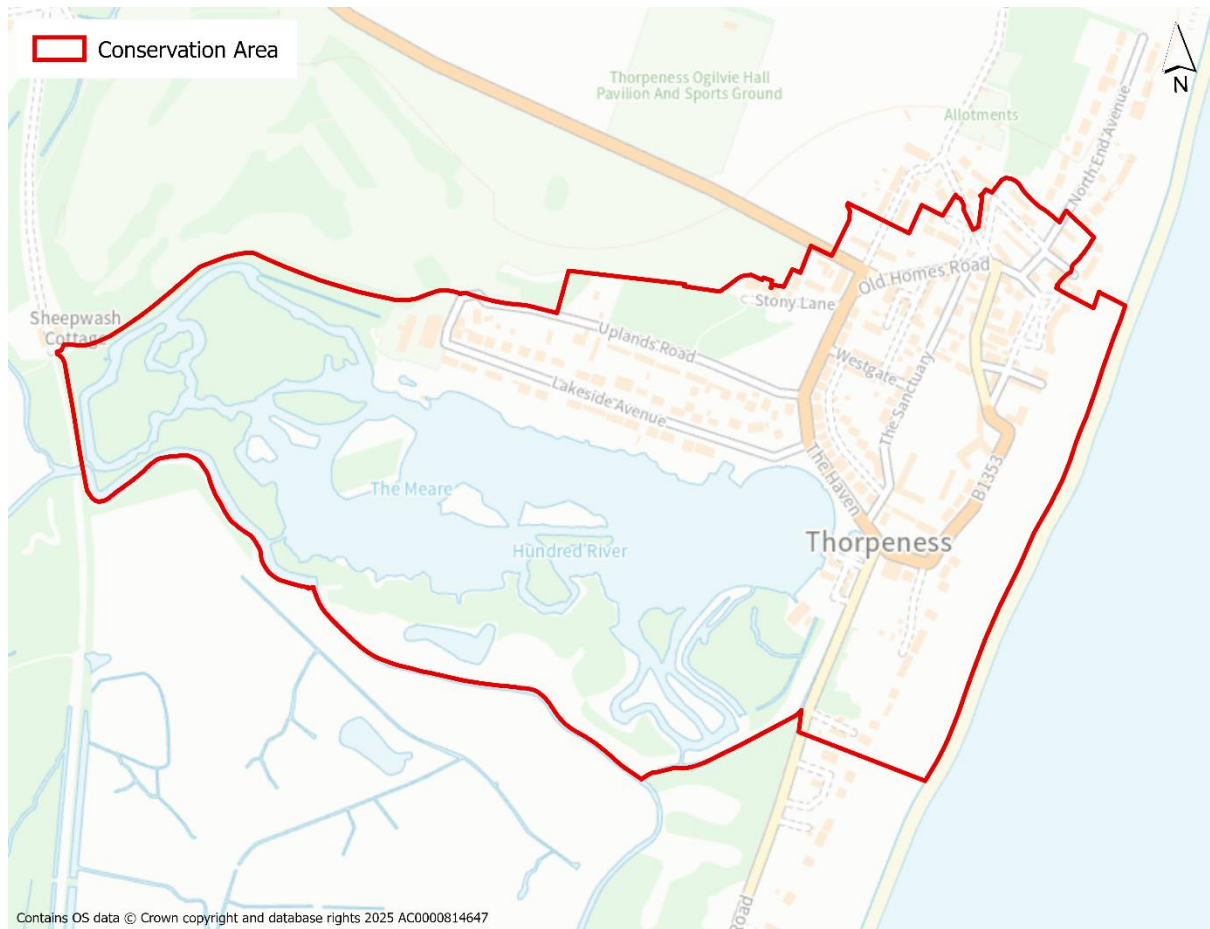 Conservation Area
N
Thorpeness Ogilvie Hall
Pavilion And Sports Ground
Allotments
North End Avenue
Old Homes Road
Stony Lane
Sheepwash
Cottage
Uplands Road
Westgate
The Sanctuary
Lakeside Avenue
The Haven
B1353
The Meare
Hundred River
Thorpeness
Road
Contains OS data © Crown copyright and database rights 2025 AC0000814647